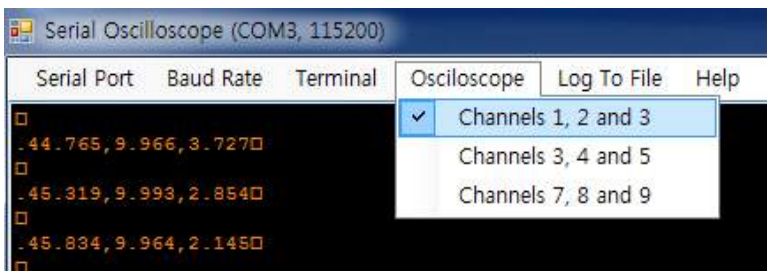 Serial Oscilloscope (COM3, 115200)
Serial Port Baud Rate Terminal Osciloscope Log To File Help
✓ Channels 1, 2 and 3
Channels 3, 4 and 5
Channels 7, 8 and 9
□
.44.765,9.966,3.727□
□
.45.319,9.993,2.854□
□
.45.834,9.964,2.145□
□